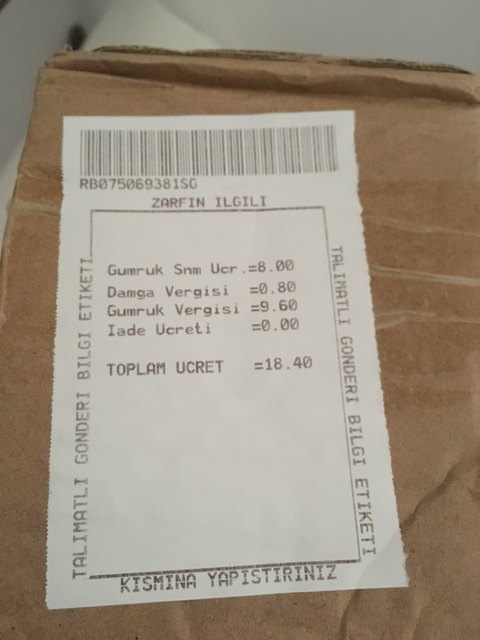 RB075069381SG
ZARFIN ILGILI
TALIMATLI GONDERI BILGI ETIKETI
Gumruk Snm Ucr.=8.00
Damga Vergisi =0.80
Gumruk Vergisi =9.60
Iade Ucreti =0.00
TOPLAM UCRET =18.40
TALIMATLI GONDERI BILGI ETIKETI
KISMINA YAPISTIRINIZ